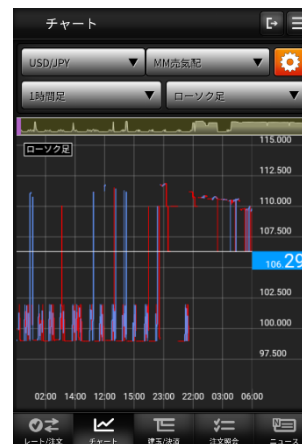 チャート
USD/JPY
MM売気配
1時間足
ローソク足
ローソク足
115.000
112.500
110.000
107.500
106.29
102.500
100.000
97.500
02:00 14:00 12:00 15:00 23:00 22:00 03:00 06:00
レート/注文 チャート 建玉/決済 注文照会 ニュース